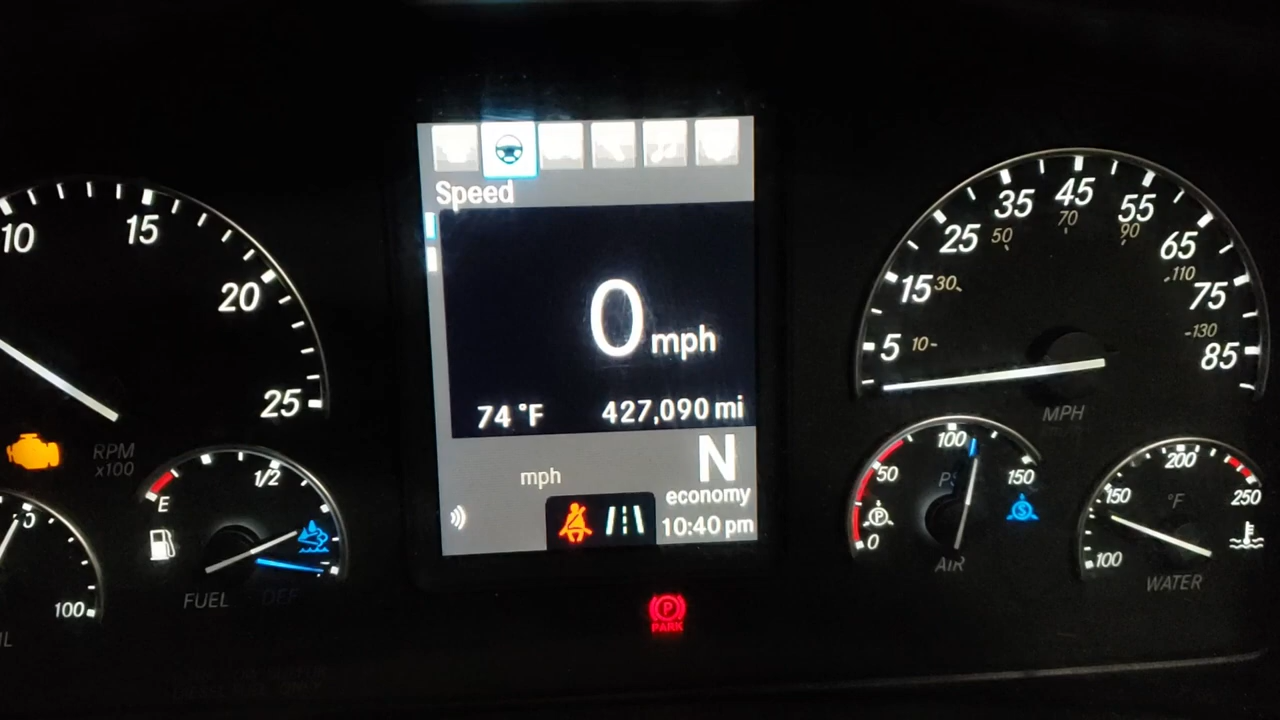 Speed
0 mph
74 °F 427,090 mi
N
mph
economy
10:40 pm
10
15
20
25
RPM
x100
E
1/2
FUEL DEF
100
5
15
25
35
45
55
65
75
85
10
30
50
70
90
110
130
MPH
0
50
100
150
P
AIR
100
150
200
250
°F
WATER
P
PARK